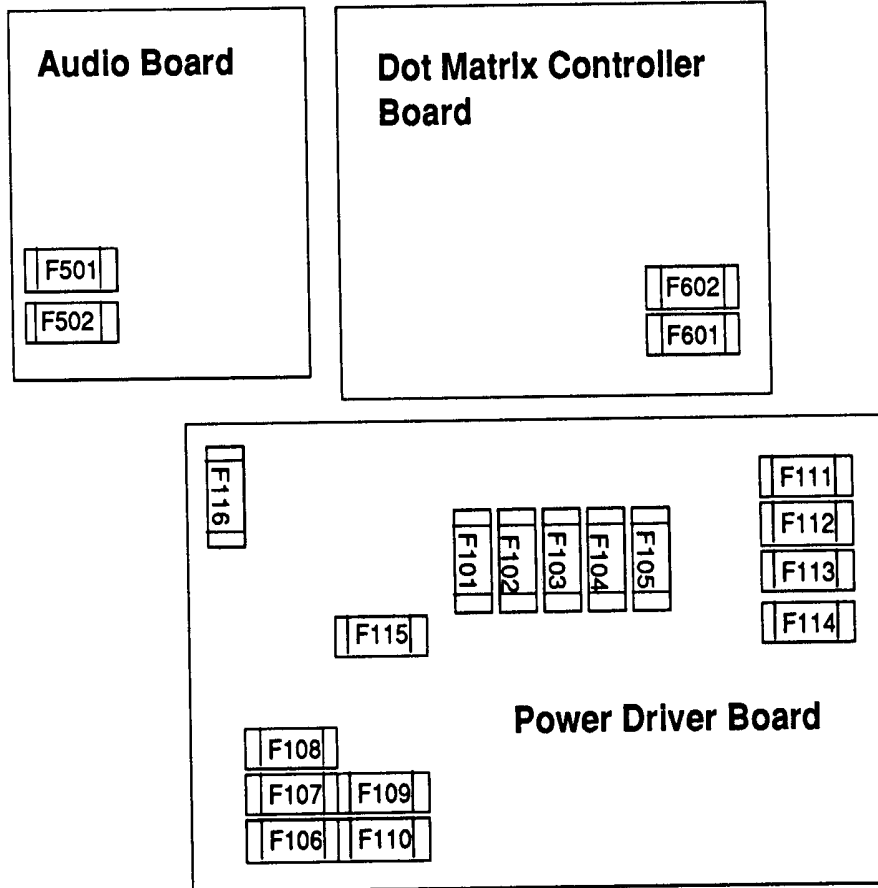 Audio Board
Dot Matrix Controller
Board
F501
F502
F602
F601
F116
F101
F102
F103
F104
F105
F111
F112
F113
F114
F115
Power Driver Board
F108
F107
F109
F106
F110